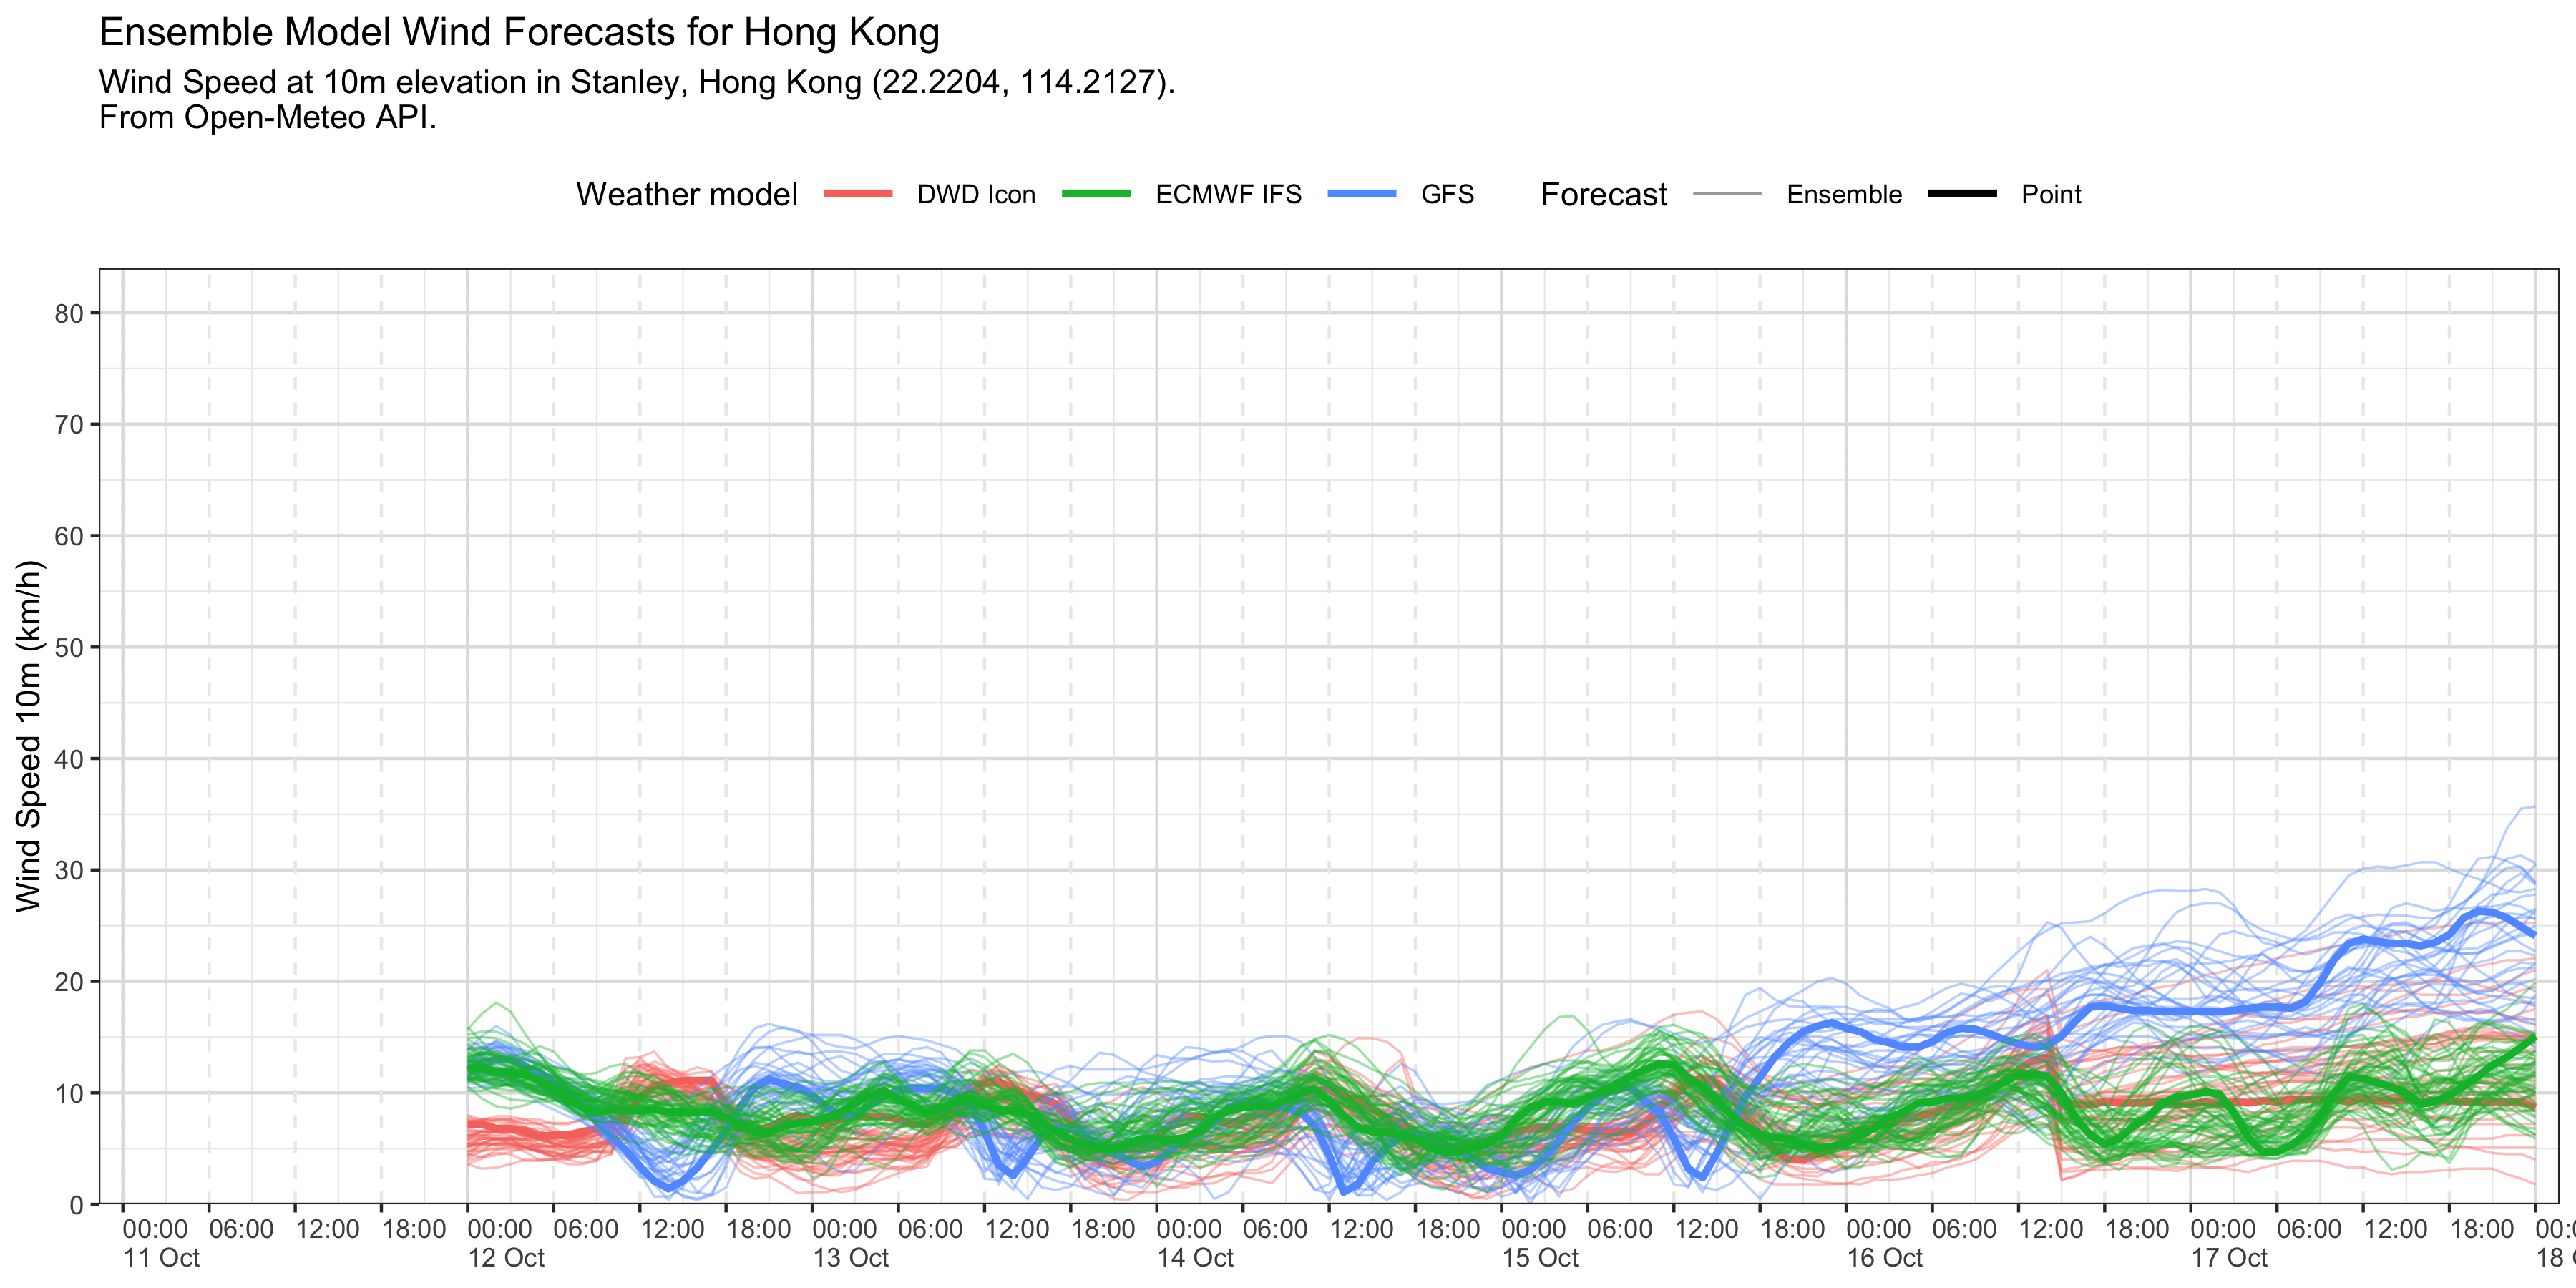 Ensemble Model Wind Forecasts for Hong Kong
Wind Speed at 10m elevation in Stanley, Hong Kong (22.2204, 114.2127).
From Open-Meteo API.
Weather model DWD Icon ECMWF IFS GFS Forecast Ensemble Point
Wind Speed 10m (km/h)
80
70
60
50
40
30
20
10
0
00:00 06:00 12:00 18:00 00:00 06:00 12:00 18:00 00:00 06:00 12:00 18:00 00:00 06:00 12:00 18:00 00:00 06:00 12:00 18:00 00:00 06:00 12:00 18:00 00:00 06:00 12:00 18:00 00:0
11 Oct 12 Oct 13 Oct 14 Oct 15 Oct 16 Oct 17 Oct 18